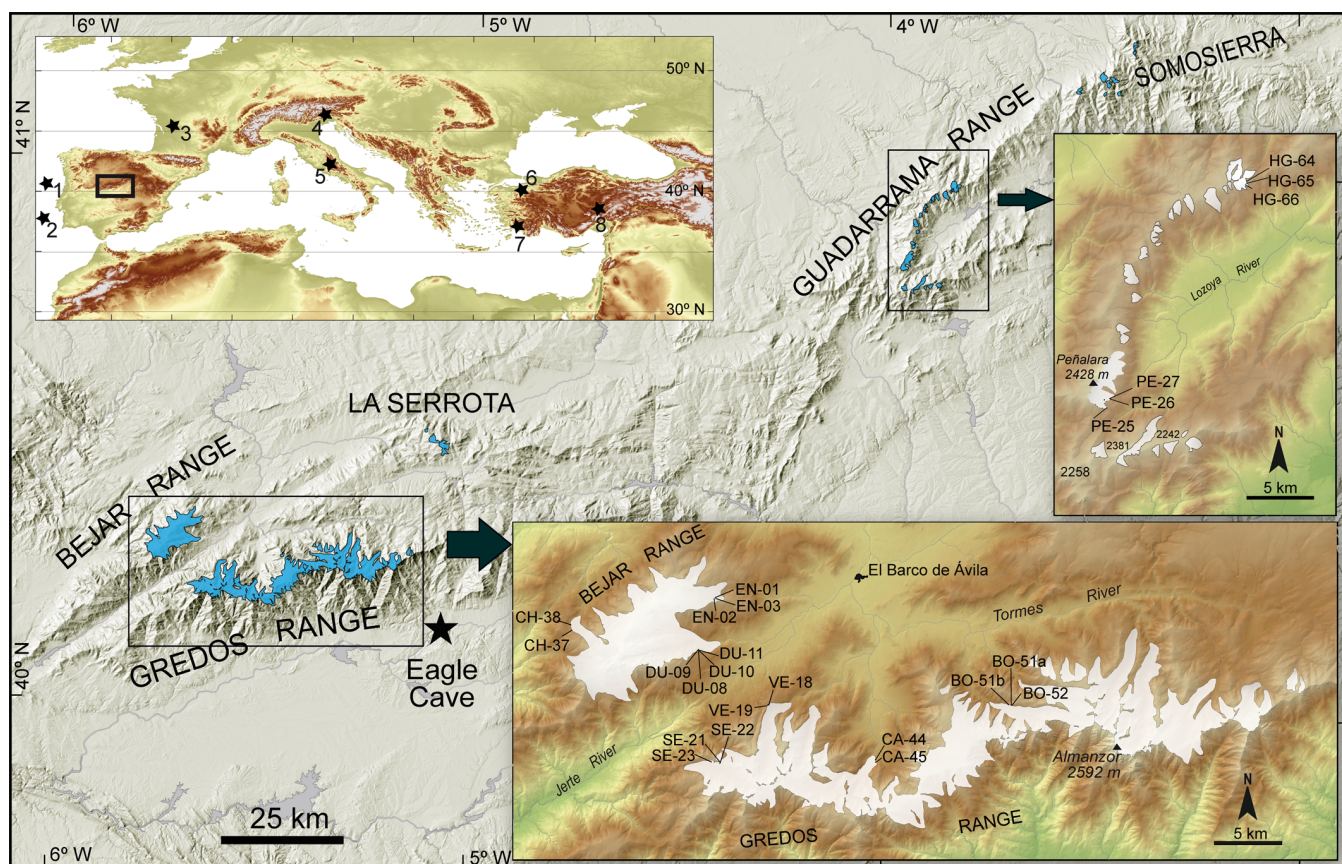 6º W
5º W
4º W
50º N
40º N
30º N
1
2
3
4
5
6
7
8
41º N
40º N
SOMOSIERRA
GUADARRAMA RANGE
HG-64
HG-65
HG-66
Lozoya River
Peñalara
2428 m
PE-27
PE-26
PE-25
2381
2242
2258
N
5 km
LA SERROTA
BEJAR RANGE
GREDOS RANGE
Eagle
Cave
25 km
BEJAR RANGE
El Barco de Ávila
EN-01
EN-03
EN-02
Tormes River
CH-38
CH-37
DU-11
DU-09
DU-10
DU-08
VE-18
VE-19
BO-51a
BO-51b
BO-52
SE-22
SE-21
SE-23
CA-44
CA-45
Jerte River
Almanzor
2592 m
GREDOS RANGE
N
5 km
6º W
5º W
4º W